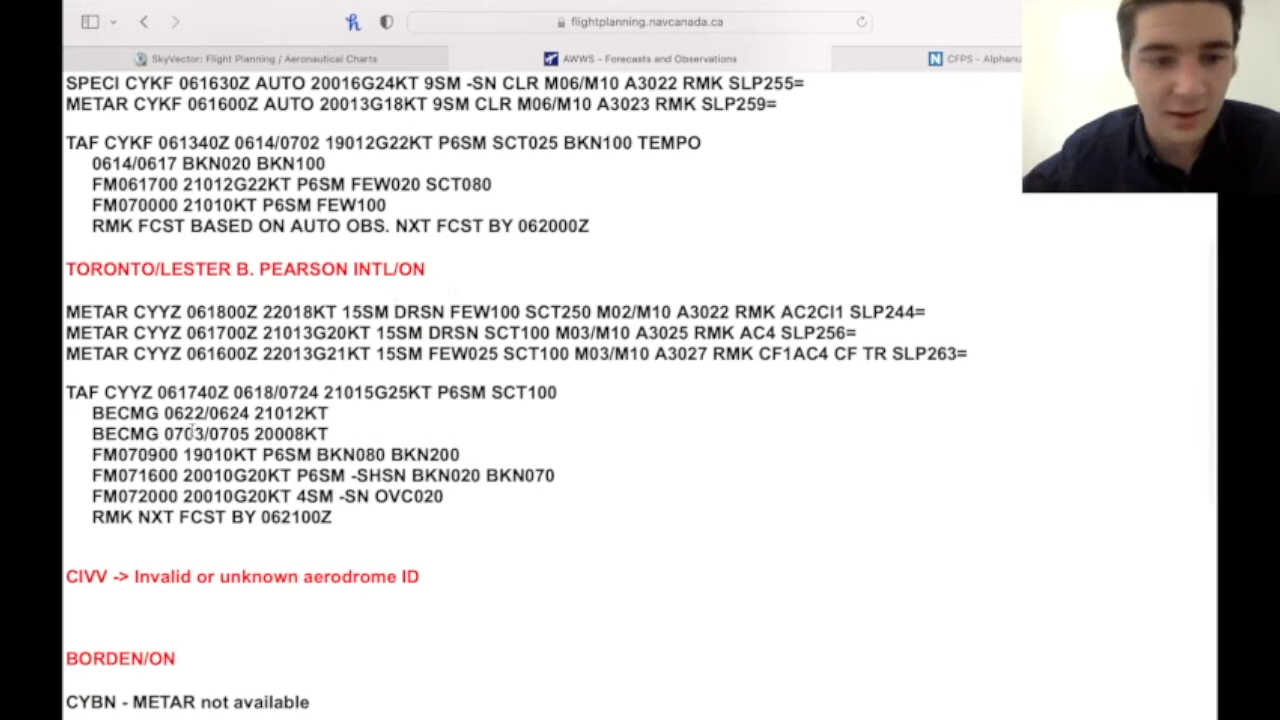 flightplanning.navcanada.ca
SkyVector: Flight Planning / Aeronautical Charts
AWWS - Forecasts and Observations
CFPS - Alphanu
SPECI CYKF 061630Z AUTO 20016G24KT 9SM -SN CLR M06/M10 A3022 RMK SLP255=
METAR CYKF 061600Z AUTO 20013G18KT 9SM CLR M06/M10 A3023 RMK SLP259=
TAF CYKF 061340Z 0614/0702 19012G22KT P6SM SCT025 BKN100 TEMPO
0614/0617 BKN020 BKN100
FM061700 21012G22KT P6SM FEW020 SCT080
FM070000 21010KT P6SM FEW100
RMK FCST BASED ON AUTO OBS. NXT FCST BY 062000Z
TORONTO/LESTER B. PEARSON INTL/ON
METAR CYYZ 061800Z 22018KT 15SM DRSN FEW100 SCT250 M02/M10 A3022 RMK AC2CI1 SLP244=
METAR CYYZ 061700Z 21013G20KT 15SM DRSN SCT100 M03/M10 A3025 RMK AC4 SLP256=
METAR CYYZ 061600Z 22013G21KT 15SM FEW025 SCT100 M03/M10 A3027 RMK CF1AC4 CF TR SLP263=
TAF CYYZ 061740Z 0618/0724 21015G25KT P6SM SCT100
BECMG 0622/0624 21012KT
BECMG 0703/0705 20008KT
FM070900 19010KT P6SM BKN080 BKN200
FM071600 20010G20KT P6SM -SHSN BKN020 BKN070
FM072000 20010G20KT 4SM -SN OVC020
RMK NXT FCST BY 062100Z
CIVV -> Invalid or unknown aerodrome ID
BORDEN/ON
CYBN - METAR not available